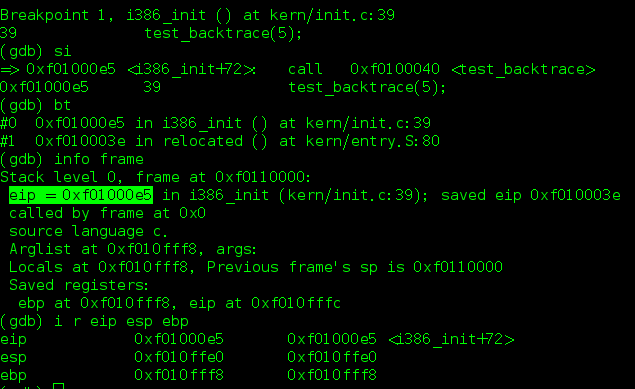 Breakpoint 1, i386_init () at kern/init.c:39
39 test_backtrace(5);
(gdb) si
=> 0xf01000e5 <i386_init+72>: call 0xf0100040 <test_backtrace>
0xf01000e5 39 test_backtrace(5);
(gdb) bt
#0 0xf01000e5 in i386_init () at kern/init.c:39
#1 0xf010003e in relocated () at kern/entry.S:80
(gdb) info frame
Stack level 0, frame at 0xf0110000:
eip = 0xf01000e5 in i386_init (kern/init.c:39); saved eip 0xf010003e
called by frame at 0x0
source language c.
Arglist at 0xf010fff8, args:
Locals at 0xf010fff8, Previous frame's sp is 0xf0110000
Saved registers:
ebp at 0xf010fff8, eip at 0xf010fffc
(gdb) i r eip esp ebp
eip 0xf01000e5 0xf01000e5 <i386_init+72>
esp 0xf010ffe0 0xf010ffe0
ebp 0xf010fff8 0xf010fff8